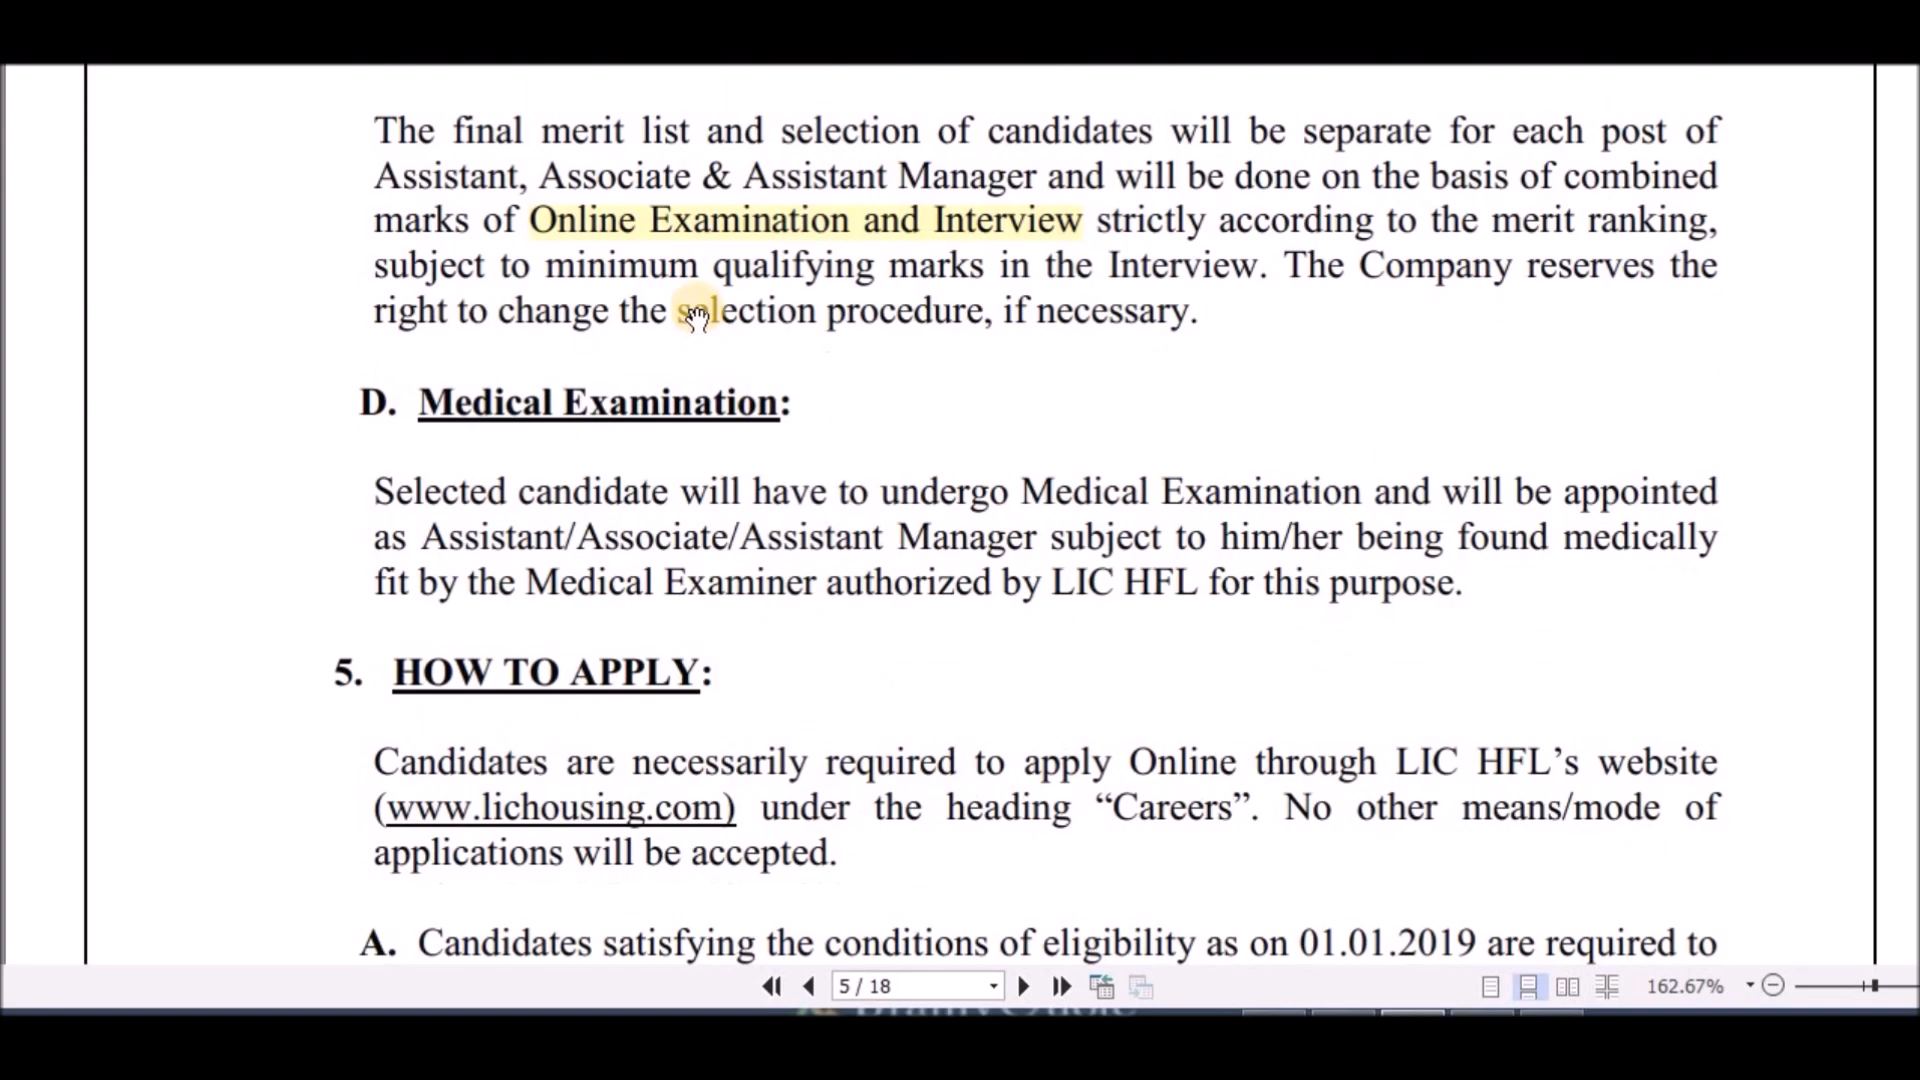 The final merit list and selection of candidates will be separate for each post of
Assistant, Associate & Assistant Manager and will be done on the basis of combined
marks of Online Examination and Interview strictly according to the merit ranking,
subject to minimum qualifying marks in the Interview. The Company reserves the
right to change the selection procedure, if necessary.
D. Medical Examination:
Selected candidate will have to undergo Medical Examination and will be appointed
as Assistant/Associate/Assistant Manager subject to him/her being found medically
fit by the Medical Examiner authorized by LIC HFL for this purpose.
5. HOW TO APPLY:
Candidates are necessarily required to apply Online through LIC HFL’s website
(www.lichousing.com) under the heading “Careers”. No other means/mode of
applications will be accepted.
A. Candidates satisfying the conditions of eligibility as on 01.01.2019 are required to
5 / 18
162.67%